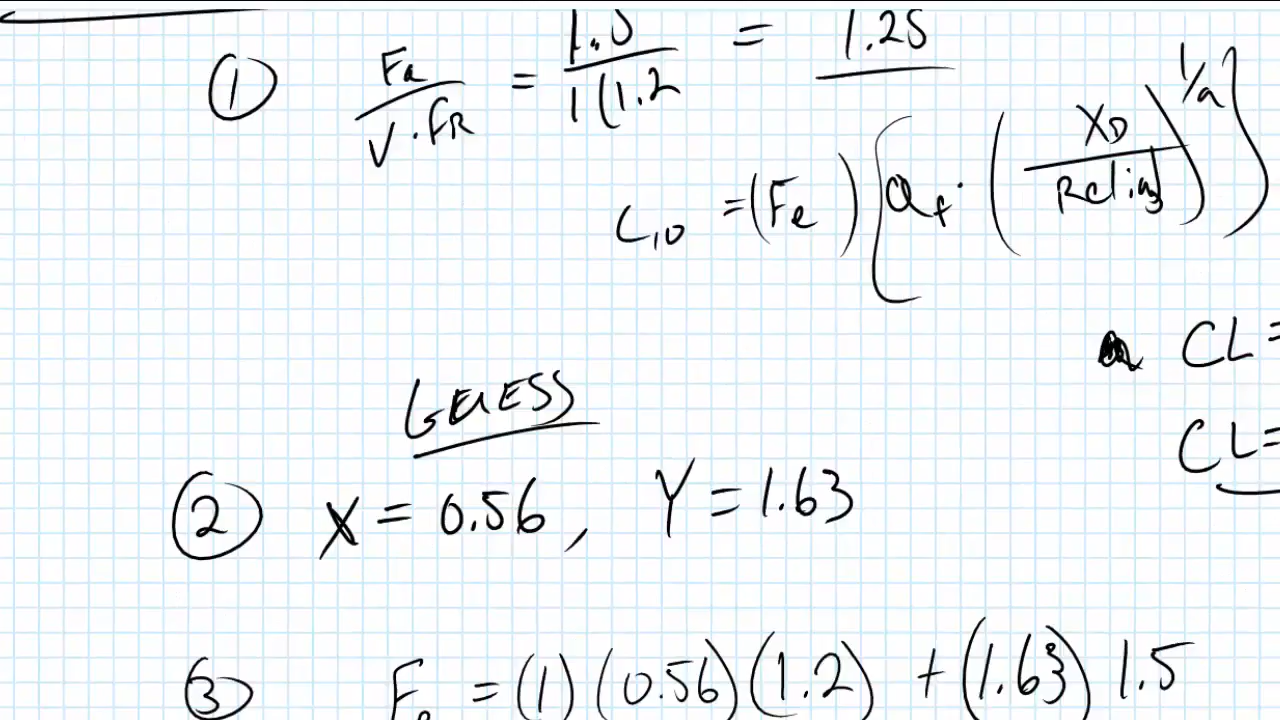 ① Fa / V · FR = 1.5 / 1(1.2 = 1.25
C10 = (Fe) [af · (XD / )^1/a]
CL =
CL =
GUESS
② X = 0.56, Y = 1.63
③ Fe = (1)(0.56)(1.2) + (1.63) 1.5